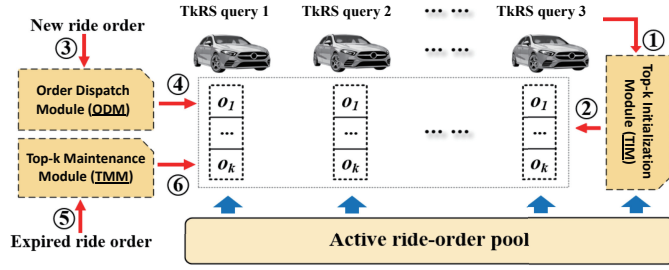 TkRS query 1
TkRS query 2
... ...
TkRS query 3
... ...
New ride order
①
③
Order Dispatch
Module (ODM)
④
o1
...
ok
o1
...
ok
... ...
o1
...
ok
②
Top-k Initialization
Module (TIM)
Top-k Maintenance
Module (TMM)
⑥
⑤
Expired ride order
Active ride-order pool